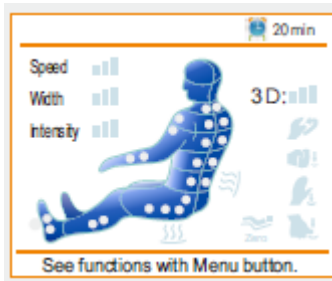 20min
Speed
Width
Intensity
3D:
Zero
See functions with Menu button.